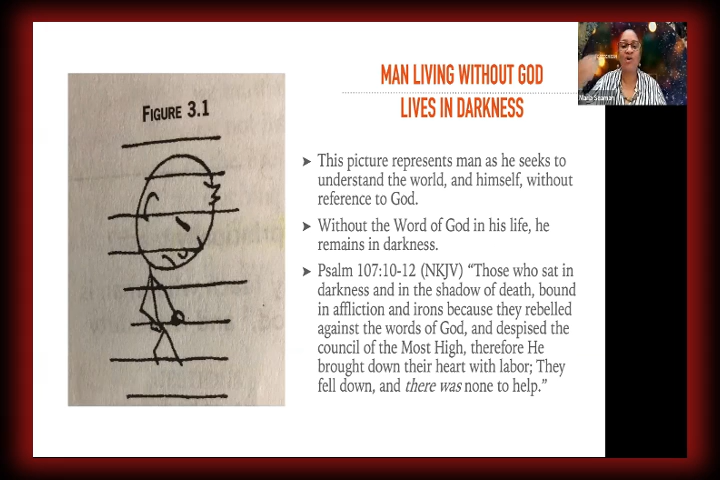 FIGURE 3.1
MAN LIVING WITHOUT GOD
LIVES IN DARKNESS
➤ This picture represents man as he seeks to
understand the world, and himself, without
reference to God.
➤ Without the Word of God in his life, he
remains in darkness.
➤ Psalm 107:10-12 (NKJV) “Those who sat in
darkness and in the shadow of death, bound
in affliction and irons because they rebelled
against the words of God, and despised the
council of the Most High, therefore He
brought down their heart with labor; They
fell down, and there was none to help.”